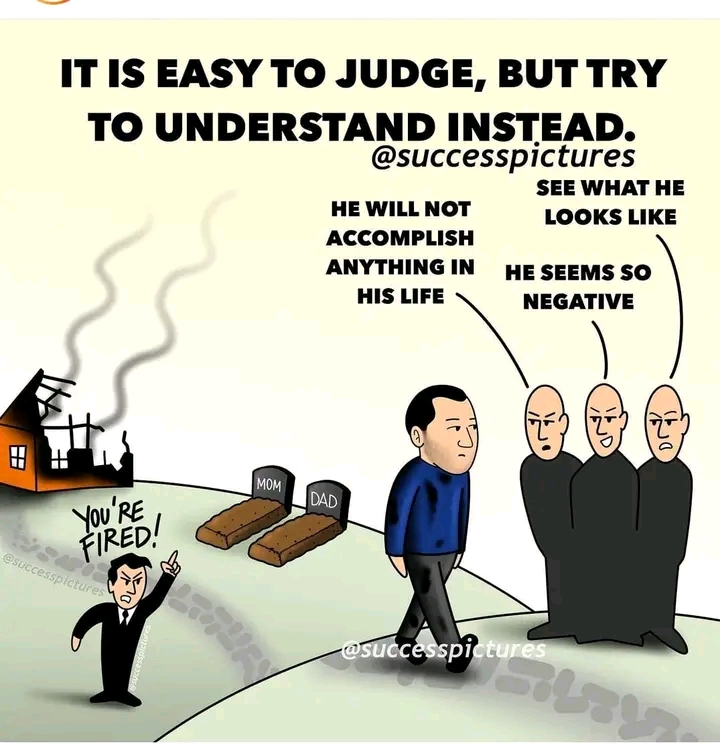 IT IS EASY TO JUDGE, BUT TRY
TO UNDERSTAND INSTEAD.
@successpictures
SEE WHAT HE
LOOKS LIKE
HE WILL NOT
ACCOMPLISH
ANYTHING IN
HIS LIFE
HE SEEMS SO
NEGATIVE
MOM
DAD
YOU'RE
FIRED!
@successpictures
@successpictures
@successpictures